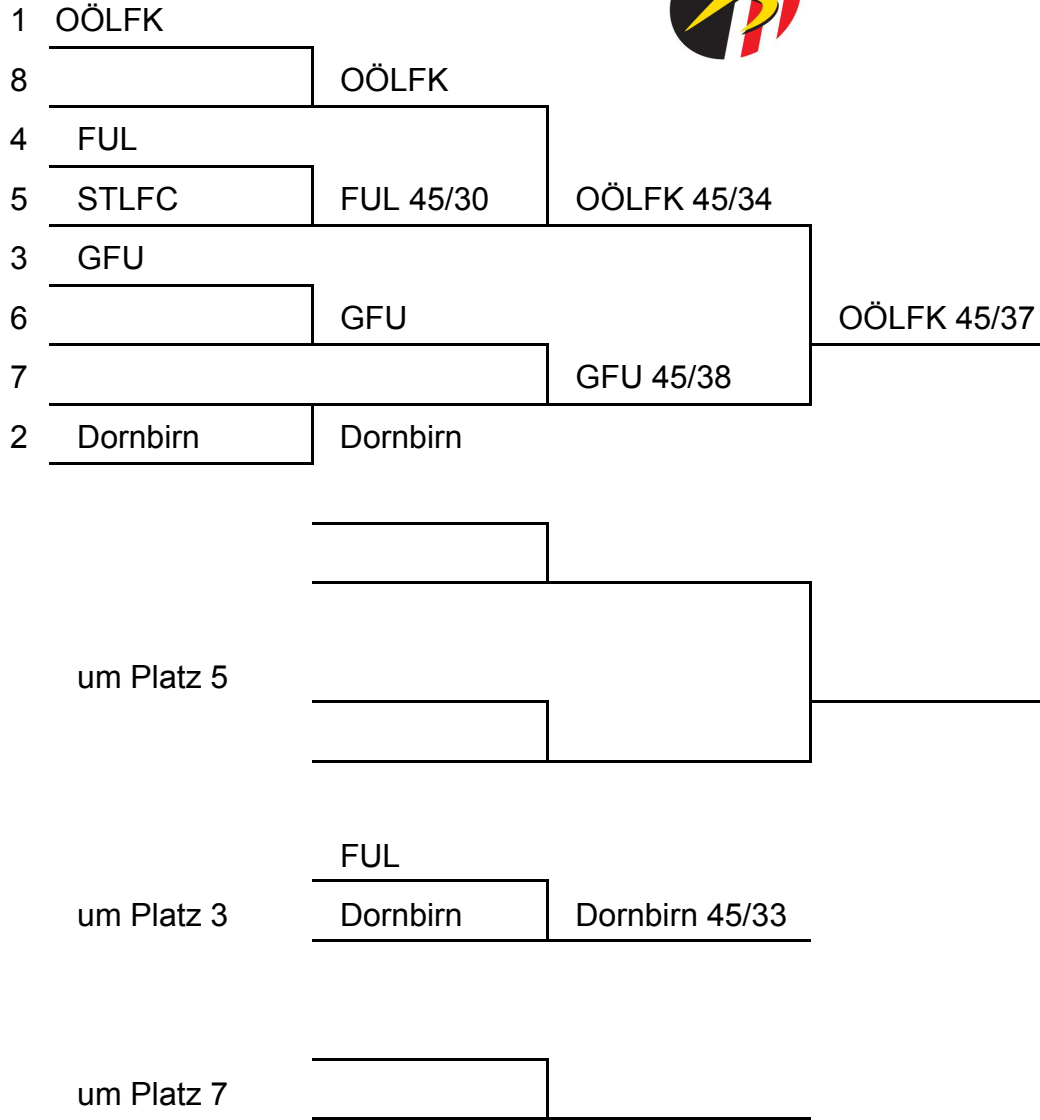 1 OÖLFK
8 OÖLFK
4 FUL
5 STLFC FUL 45/30 OÖLFK 45/34
3 GFU
6 GFU OÖLFK 45/37
7 GFU 45/38
2 Dornbirn Dornbirn
um Platz 5
FUL
um Platz 3 Dornbirn Dornbirn 45/33
um Platz 7